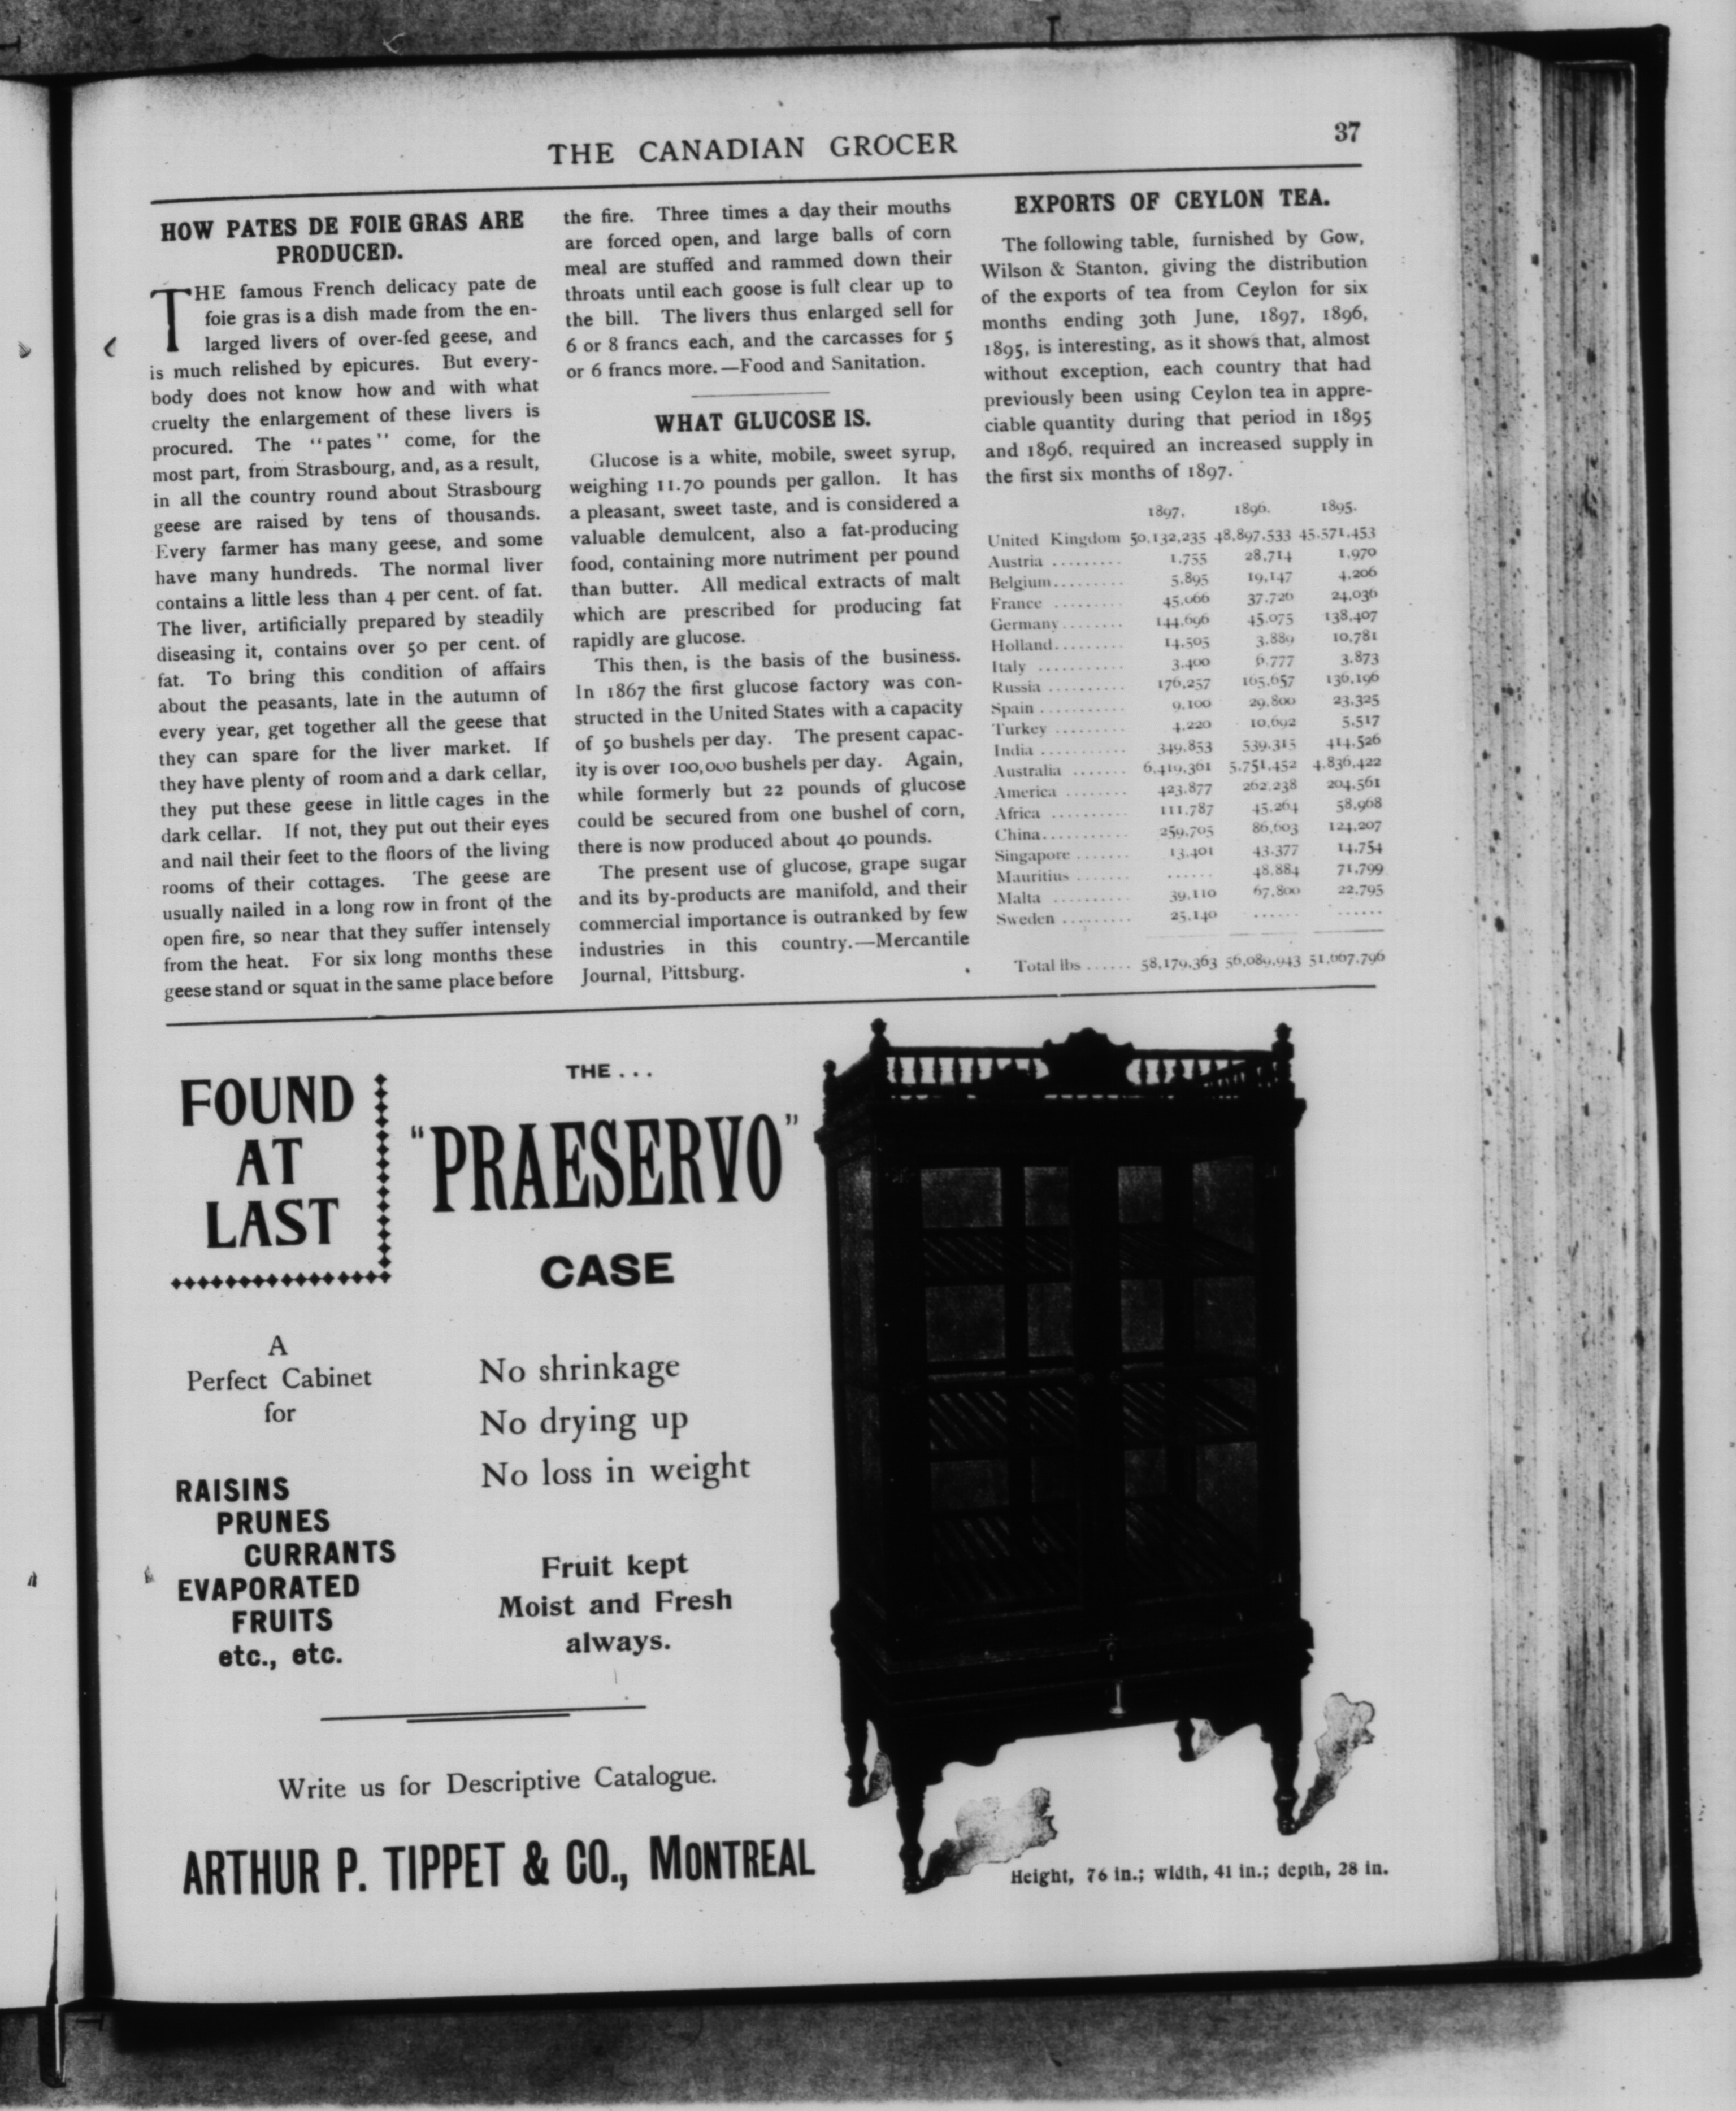 THE CANADIAN GROCER
37
HOW PATES DE FOIE GRAS ARE
PRODUCED.
THE famous French delicacy pate de
foie gras is a dish made from the en-
larged livers of over-fed geese, and
is much relished by epicures. But every-
body does not know how and with what
cruelty the enlargement of these livers is
procured. The "pates" come, for the
most part, from Strasbourg, and, as a result,
in all the country round about Strasbourg
geese are raised by tens of thousands.
Every farmer has many geese, and some
have many hundreds. The normal liver
contains a little less than 4 per cent. of fat.
The liver, artificially prepared by steadily
diseasing it, contains over 50 per cent. of
fat. To bring this condition of affairs
about the peasants, late in the autumn of
every year, get together all the geese that
they can spare for the liver market. If
they have plenty of room and a dark cellar,
they put these geese in little cages in the
dark cellar. If not, they put out their eyes
and nail their feet to the floors of the living
rooms of their cottages. The geese are
usually nailed in a long row in front of the
open fire, so near that they suffer intensely
from the heat. For six long months these
geese stand or squat in the same place before
the fire. Three times a day their mouths
are forced open, and large balls of corn
meal are stuffed and rammed down their
throats until each goose is full clear up to
the bill. The livers thus enlarged sell for
6 or 8 francs each, and the carcasses for 5
or 6 francs more.—Food and Sanitation.
WHAT GLUCOSE IS.
Glucose is a white, mobile, sweet syrup,
weighing 11.70 pounds per gallon. It has
a pleasant, sweet taste, and is considered a
valuable demulcent, also a fat-producing
food, containing more nutriment per pound
than butter. All medical extracts of malt
which are prescribed for producing fat
rapidly are glucose.
This then, is the basis of the business.
In 1867 the first glucose factory was con-
structed in the United States with a capacity
of 50 bushels per day. The present capac-
ity is over 100,000 bushels per day. Again,
while formerly but 22 pounds of glucose
could be secured from one bushel of corn,
there is now produced about 40 pounds.
The present use of glucose, grape sugar
and its by-products are manifold, and their
commercial importance is outranked by few
industries in this country.—Mercantile
Journal, Pittsburg.
EXPORTS OF CEYLON TEA.
The following table, furnished by Gow,
Wilson & Stanton, giving the distribution
of the exports of tea from Ceylon for six
months ending 30th June, 1897, 1896,
1895, is interesting, as it shows that, almost
without exception, each country that had
previously been using Ceylon tea in appre-
ciable quantity during that period in 1895
and 1896, required an increased supply in
the first six months of 1897.
1897. 1896. 1895.
United Kingdom 50,132,235 48,897,533 45,571,453
Austria ......... 1,755 28,714 1,970
Belgium......... 5,895 19,147 4,206
France ......... 45,066 37,726 24,036
Germany........ 144,696 45,075 138,407
Holland......... 14,505 3,889 10,781
Italy ........... 3,400 6,777 3,873
Russia .......... 176,257 165,657 136,196
Spain ........... 9,100 29,800 23,325
Turkey ......... 4,220 10,692 5,517
India ........... 349,853 539,315 414,526
Australia ....... 6,419,361 5,751,452 4,836,422
America ........ 423,877 262,238 204,561
Africa .......... 111,787 45,264 58,968
China........... 259,705 86,603 124,207
Singapore ....... 13,401 43,377 14,754
Mauritius ....... ...... 48,884 71,799
Malta .......... 39,110 67,800 22,795
Sweden ......... 25,140 ...... ......
Total lbs ...... 58,179,363 56,089,943 51,667,796
FOUND
AT
LAST
THE...
"PRAESERVO"
CASE
A
Perfect Cabinet
for
RAISINS
PRUNES
CURRANTS
EVAPORATED
FRUITS
etc., etc.
No shrinkage
No drying up
No loss in weight
Fruit kept
Moist and Fresh
always.
Write us for Descriptive Catalogue.
ARTHUR P. TIPPET & CO., MONTREAL
Height, 76 in.; width, 41 in.; depth, 28 in.